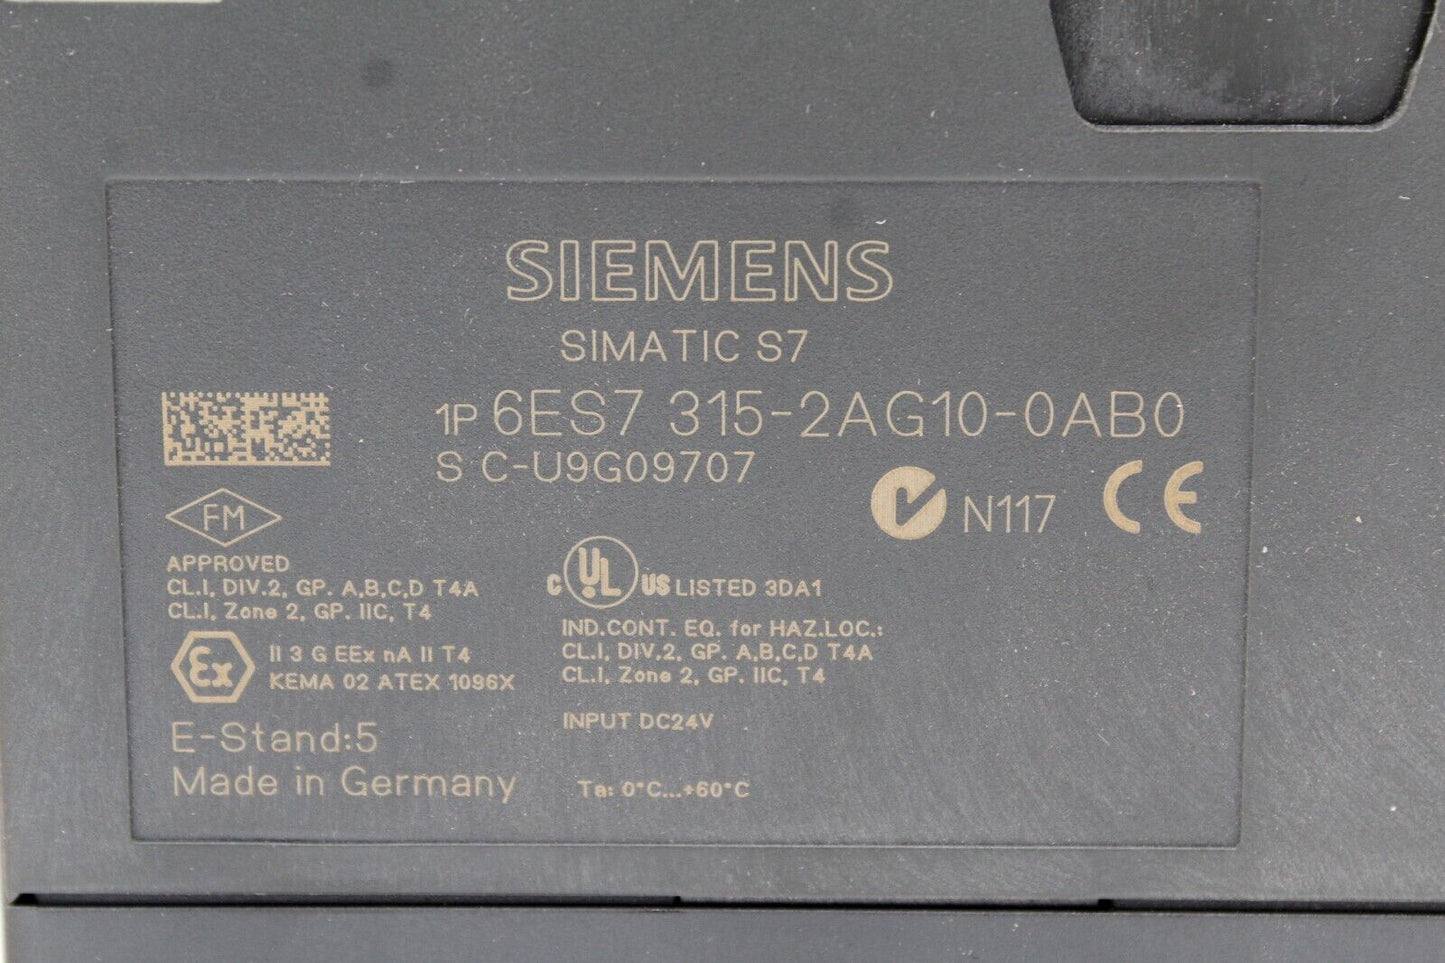 SIEMENS
SIMATIC S7
1P 6ES7 315-2AG10-0AB0
S C-U9G09707
N117 CE
FM
APPROVED
CL.I, DIV.2, GP. A,B,C,D T4A
CL.I, Zone 2, GP. IIC, T4
C UL US LISTED 3DA1
IND.CONT. EQ. for HAZ.LOC.:
CL.I, DIV.2, GP. A,B,C,D T4A
CL.I, Zone 2, GP. IIC, T4
Ex II 3 G EEx nA II T4
KEMA 02 ATEX 1096X
INPUT DC24V
E-Stand:5
Made in Germany
Ta: 0°C...+60°C